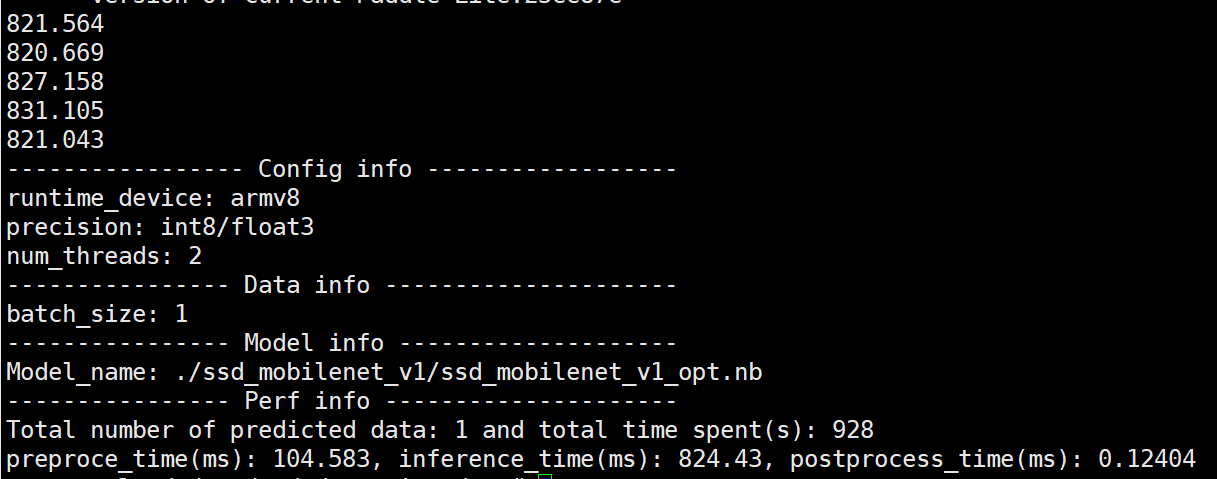 821.564
820.669
827.158
831.105
821.043
----------------- Config info ------------------
runtime_device: armv8
precision: int8/float3
num_threads: 2
---------------- Data info ---------------------
batch_size: 1
---------------- Model info --------------------
Model_name: ./ssd_mobilenet_v1/ssd_mobilenet_v1_opt.nb
---------------- Perf info ---------------------
Total number of predicted data: 1 and total time spent(s): 928
preproce_time(ms): 104.583, inference_time(ms): 824.43, postprocess_time(ms): 0.12404